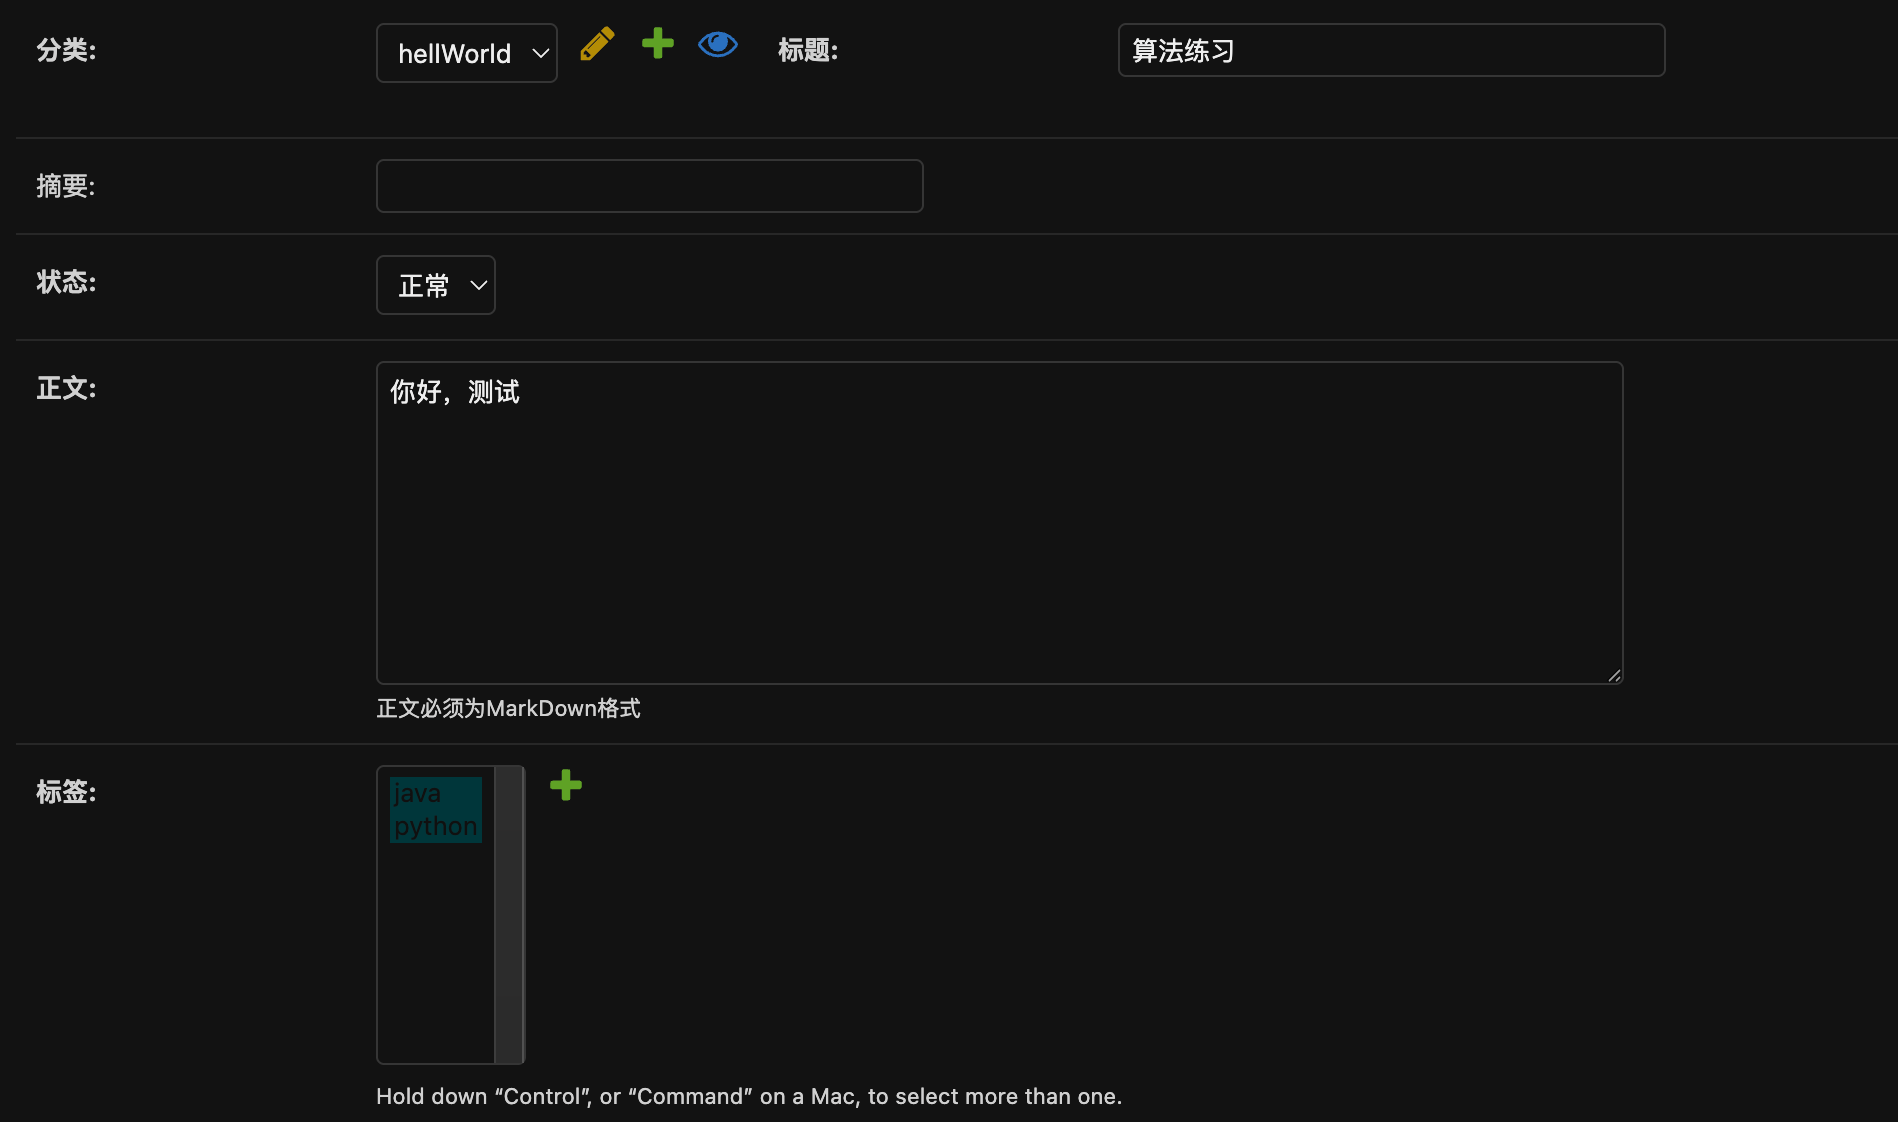 分类:
hellWorld
标题:
算法练习
摘要:
状态:
正常
正文:
你好，测试
正文必须为MarkDown格式
标签:
java
python
Hold down “Control”, or “Command” on a Mac, to select more than one.